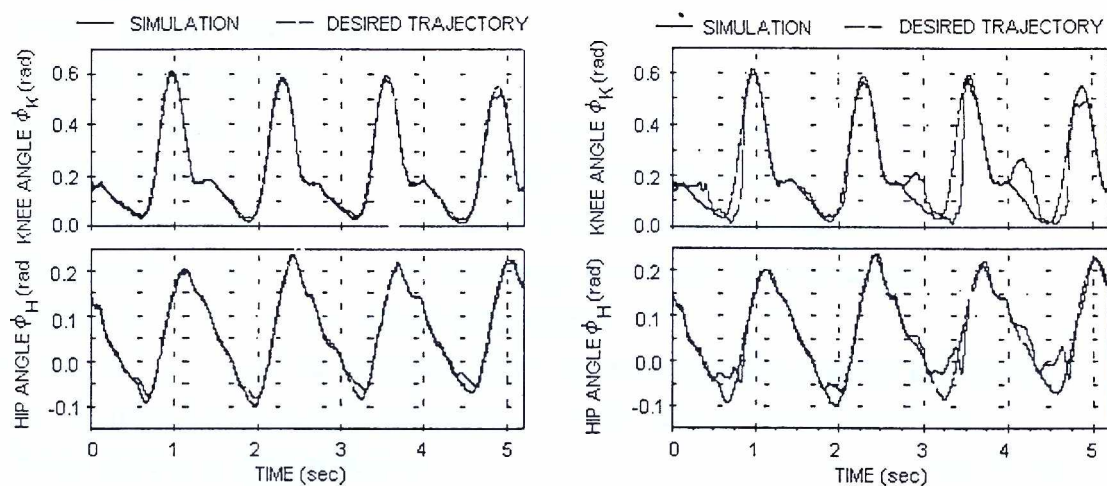 SIMULATION DESIRED TRAJECTORY
KNEE ANGLE ϕK (rad)
0.6
0.4
0.2
0.0
HIP ANGLE ϕH (rad
0.2
0.1
0.0
-0.1
0 1 2 3 4 5
TIME (sec)
SIMULATION DESIRED TRAJECTORY
KNEE ANGLE ϕK (rad)
0.6
0.4
0.2
0.0
HIP ANGLE ϕH (rad)
0.2
0.1
0.0
-0.1
0 1 2 3 4 5
TIME (sec)